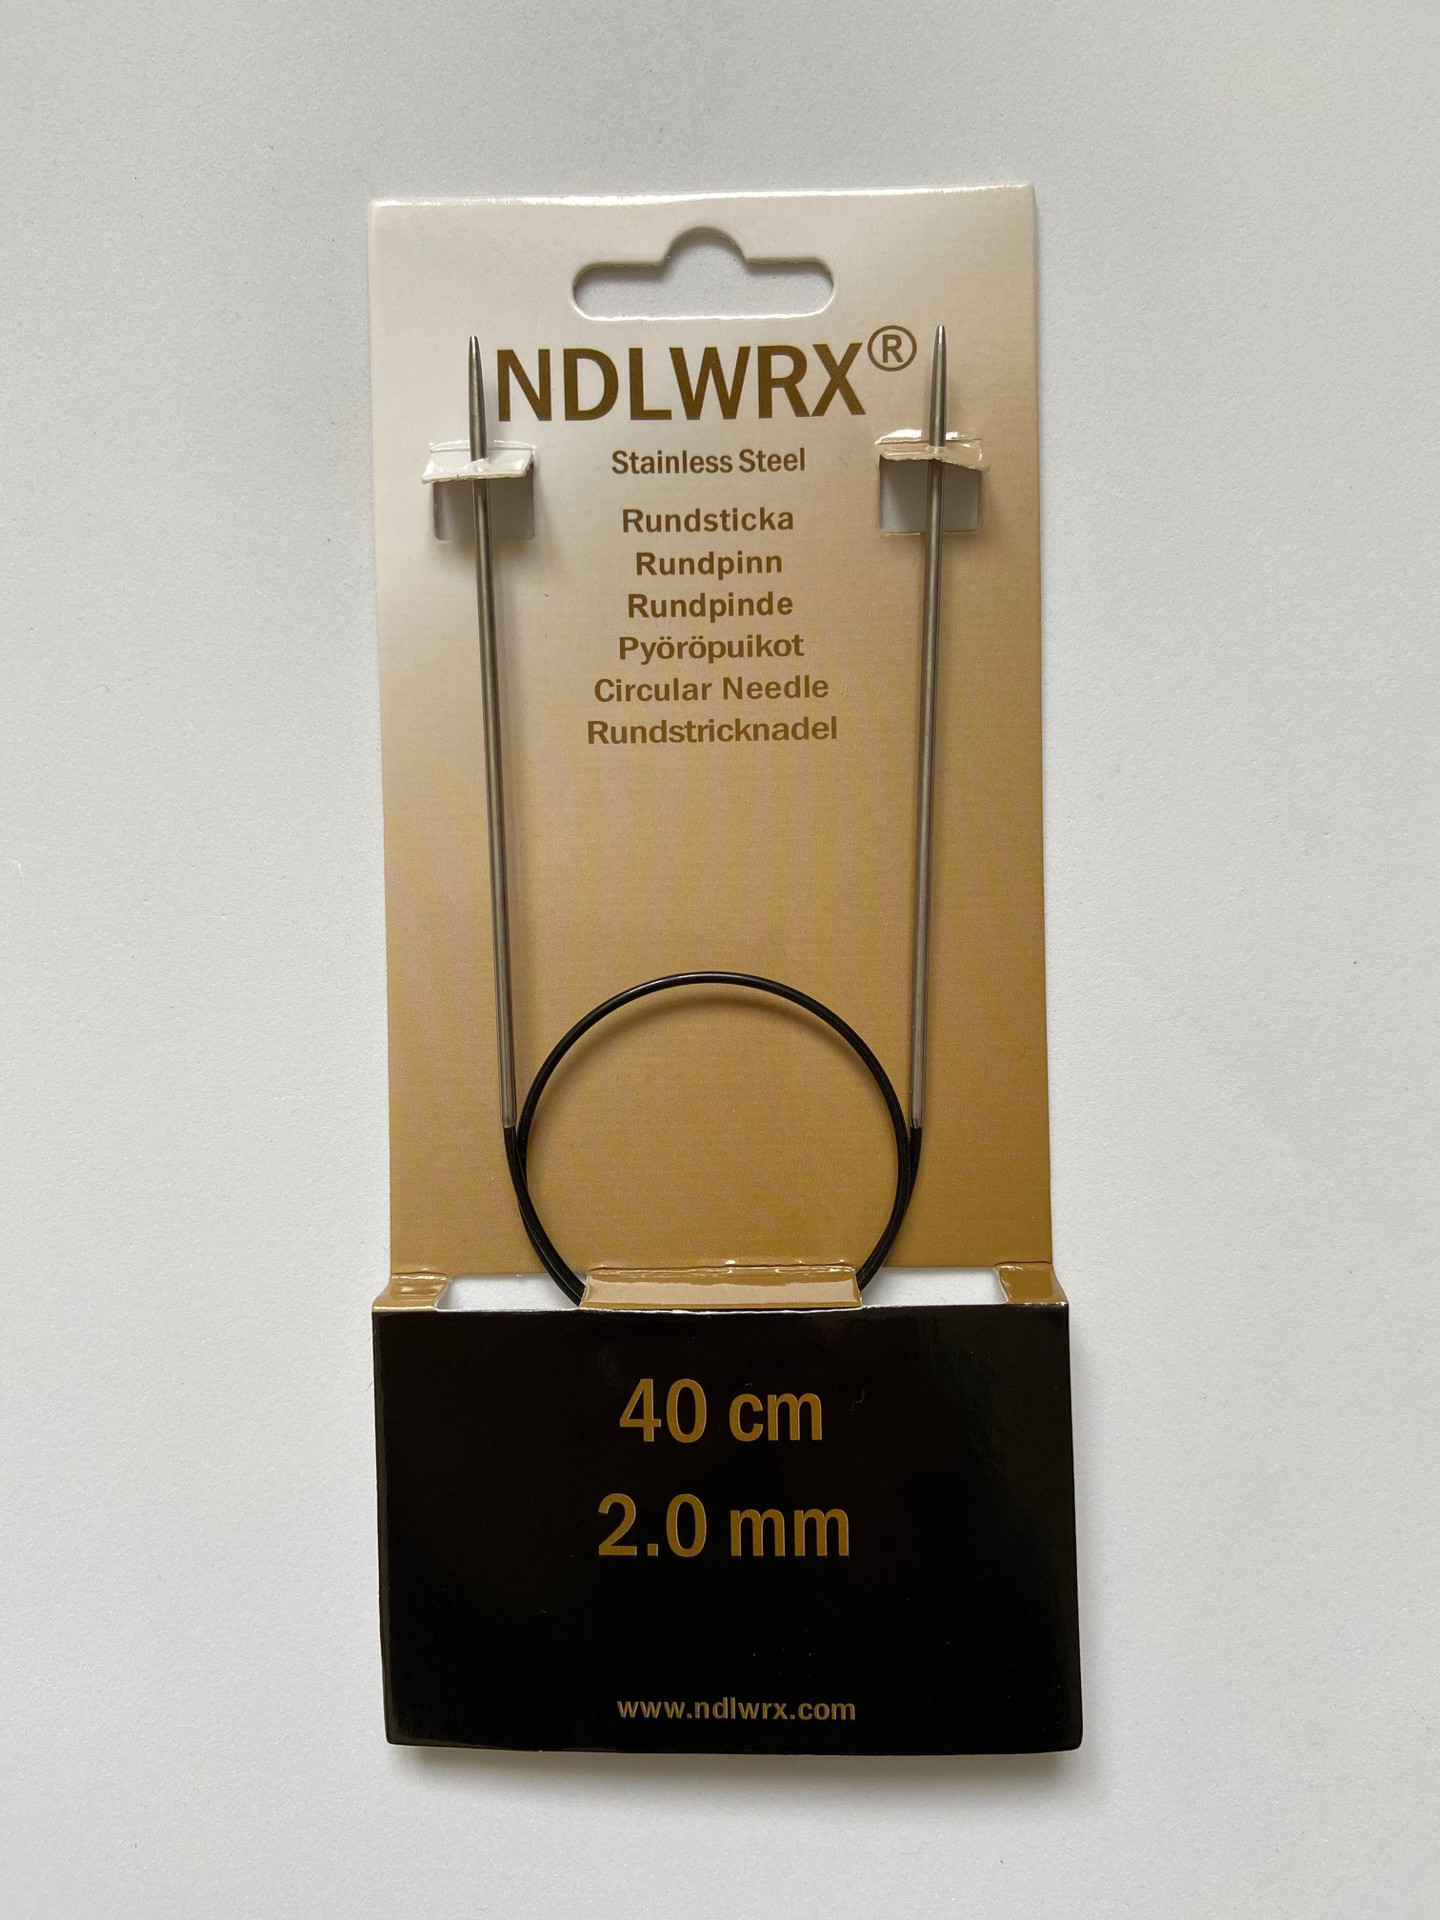 NDLWRX®
Stainless Steel
Rundsticka
Rundpinn
Rundpinde
Pyöröpuikot
Circular Needle
Rundstricknadel
40 cm
2.0 mm
www.ndlwrx.com